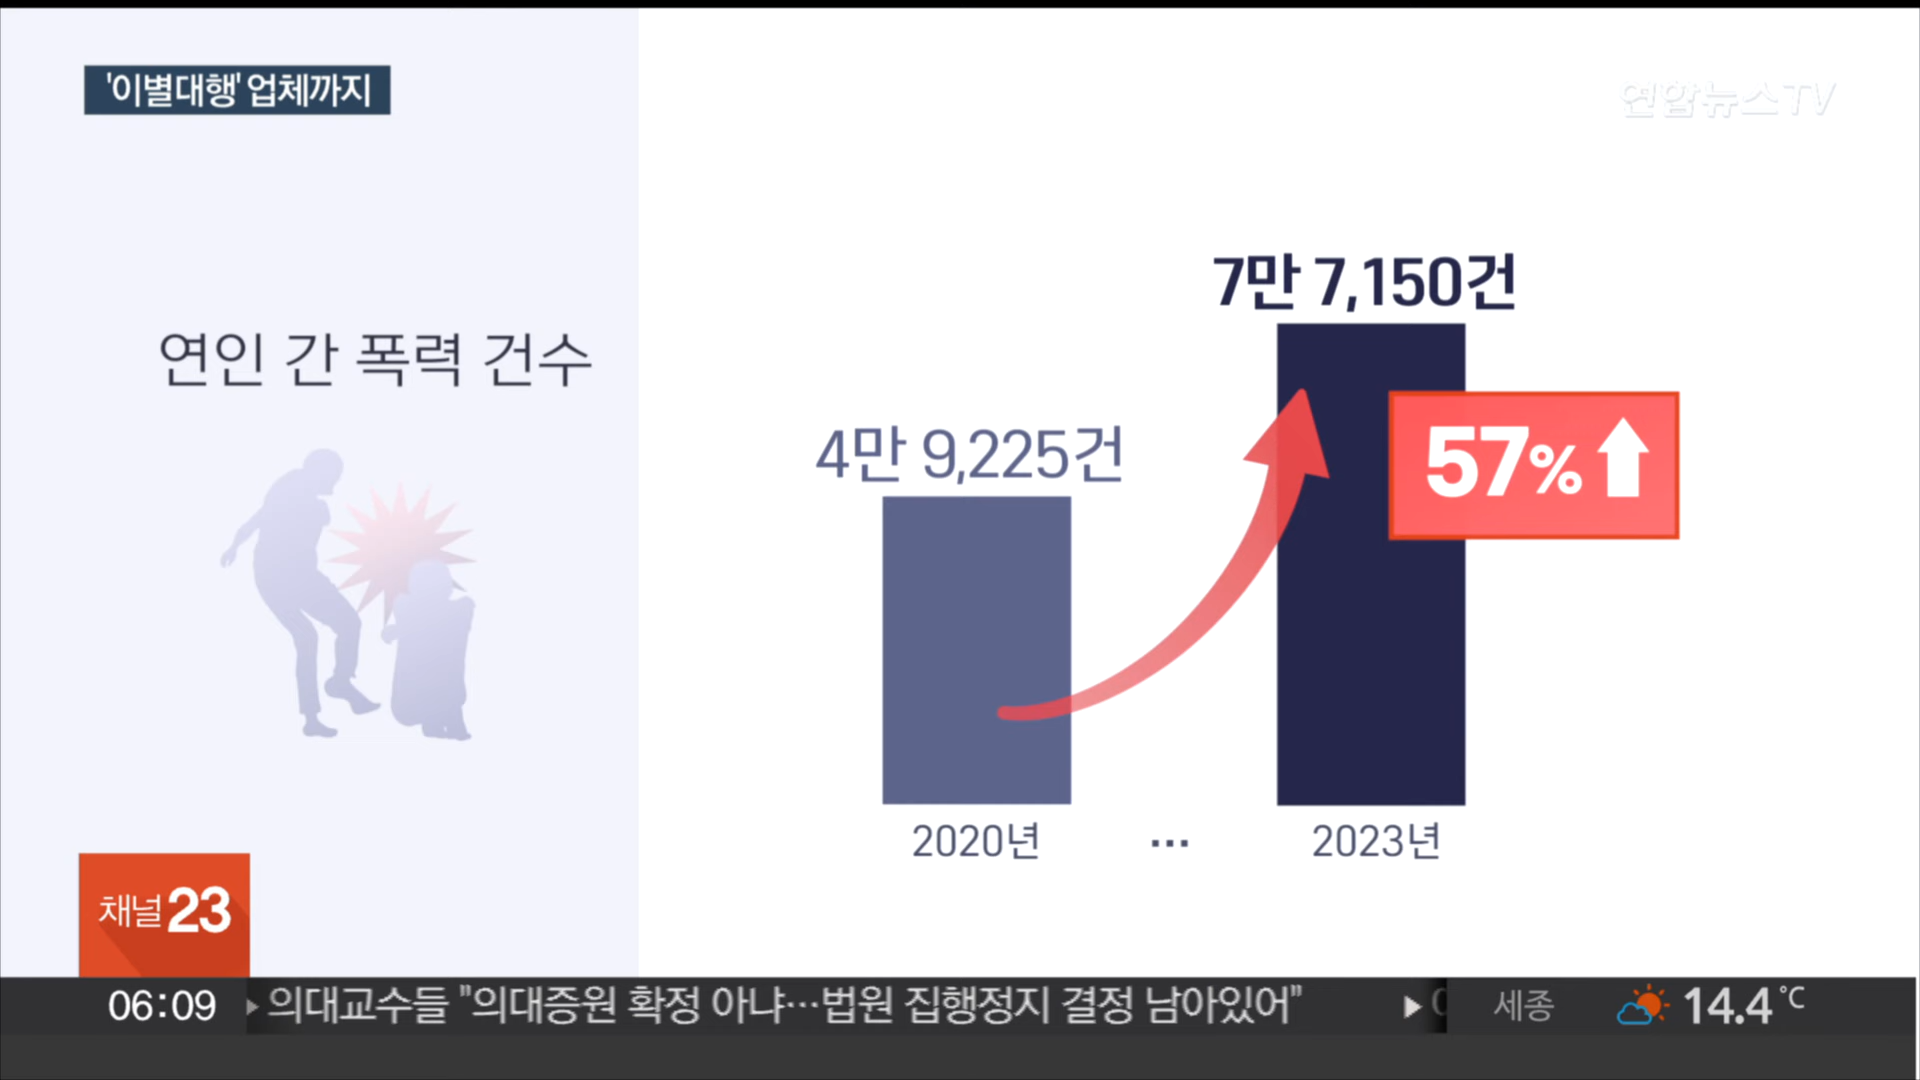 '이별대행' 업체까지
연합뉴스TV
연인 간 폭력 건수
7만 7,150건
4만 9,225건
57%
2020년 ... 2023년
채널23
06:09 의대교수들 "의대증원 확정 아냐…법원 집행정지 결정 남아있어" 세종 14.4℃